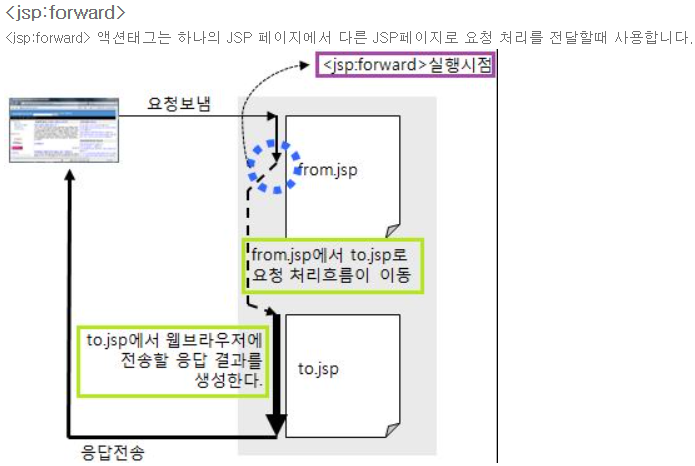 <jsp:forward>
<jsp:forward> 액션태그는 하나의 JSP 페이지에서 다른 JSP페이지로 요청 처리를 전달할때 사용합니다.
<jsp:forward>실행시점
요청보냄
from.jsp
from.jsp에서 to.jsp로
요청 처리흐름이 이동
to.jsp에서 웹브라우저에
전송할 응답 결과를
생성한다.
to.jsp
응답전송